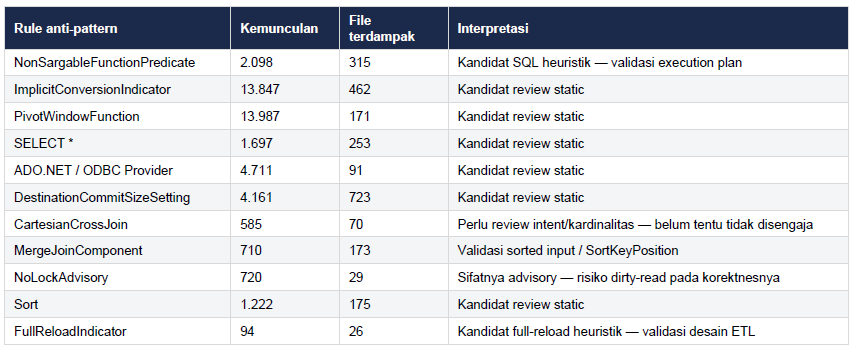 Rule anti-pattern Kemunculan File terdampak Interpretasi
NonSargableFunctionPredicate 2.098 315 Kandidat SQL heuristik — validasi execution plan
ImplicitConversionIndicator 13.847 462 Kandidat review static
PivotWindowFunction 13.987 171 Kandidat review static
SELECT * 1.697 253 Kandidat review static
ADO.NET / ODBC Provider 4.711 91 Kandidat review static
DestinationCommitSizeSetting 4.161 723 Kandidat review static
CartesianCrossJoin 585 70 Perlu review intent/kardinalitas — belum tentu tidak disengaja
MergeJoinComponent 710 173 Validasi sorted input / SortKeyPosition
NoLockAdvisory 720 29 Sifatnya advisory — risiko dirty-read pada korektnesnya
Sort 1.222 175 Kandidat review static
FullReloadIndicator 94 26 Kandidat full-reload heuristik — validasi desain ETL